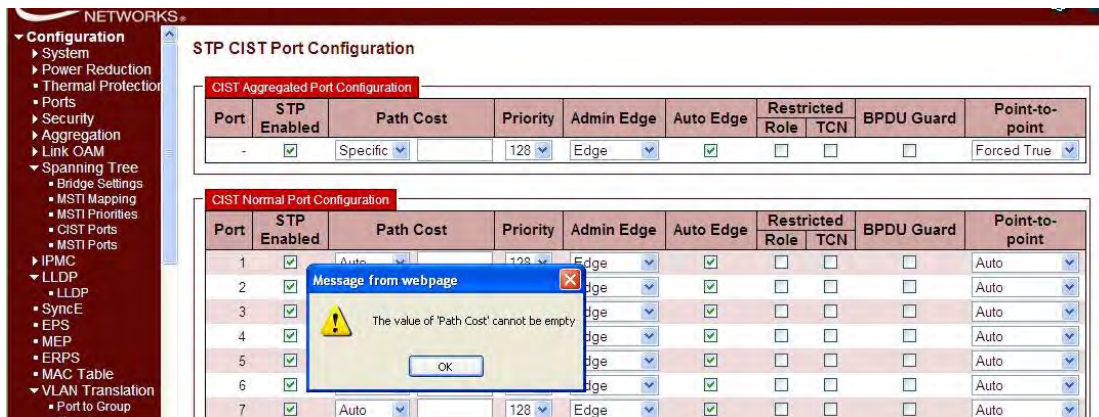 NETWORKS®
Configuration
System
Power Reduction
Thermal Protection
Ports
Security
Aggregation
Link OAM
Spanning Tree
Bridge Settings
MSTI Mapping
MSTI Priorities
CIST Ports
MSTI Ports
IPMC
LLDP
LLDP
SyncE
EPS
MEP
ERPS
MAC Table
VLAN Translation
Port to Group
STP CIST Port Configuration
CIST Aggregated Port Configuration
Port STP Enabled Path Cost Priority Admin Edge Auto Edge Restricted Role TCN BPDU Guard Point-to-point
- Specific 128 Edge Forced True
CIST Normal Port Configuration
Port STP Enabled Path Cost Priority Admin Edge Auto Edge Restricted Role TCN BPDU Guard Point-to-point
1 Auto 128 Edge Auto
2 Auto
3 Auto
4 Auto
5 Auto
6 Auto
7 Auto 128 Edge Auto
Message from webpage
The value of 'Path Cost' cannot be empty
OK